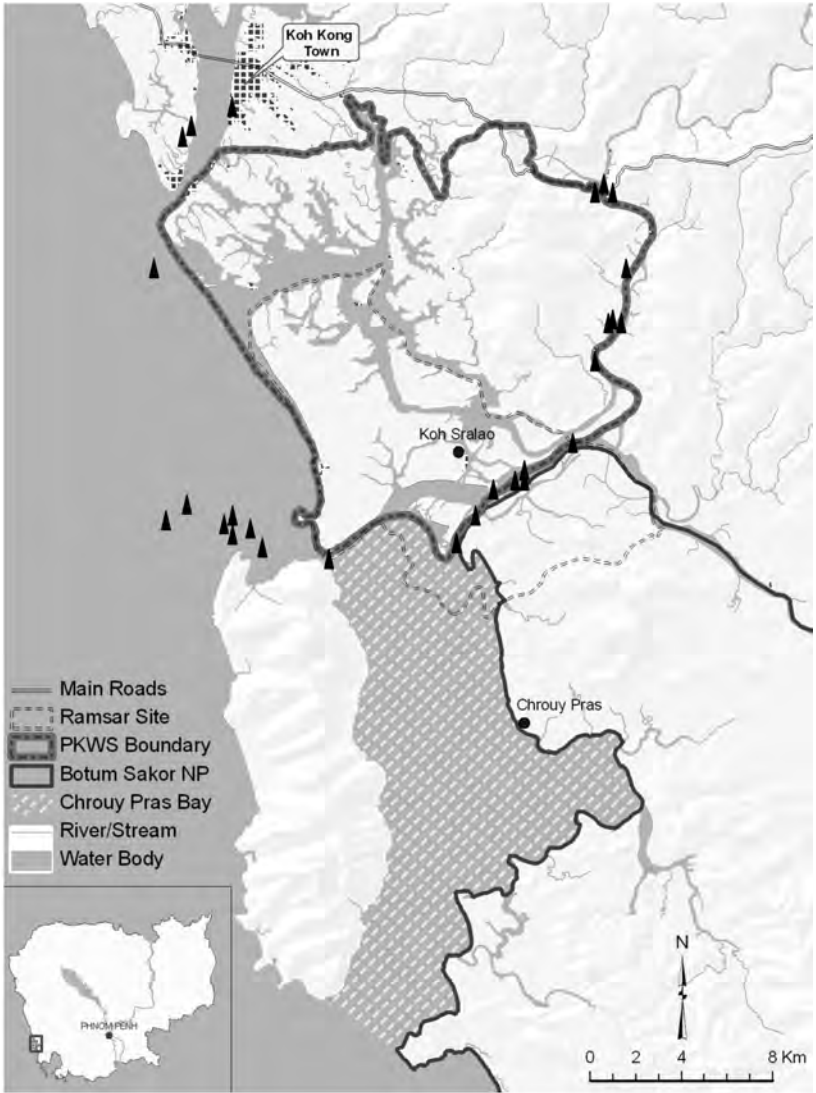 Koh Kong
Town
Koh Sralao
Chrouy Pras
Main Roads
Ramsar Site
PKWS Boundary
Botum Sakor NP
Chrouy Pras Bay
River/Stream
Water Body
PHNOM PENH
N
0 2 4 8 Km